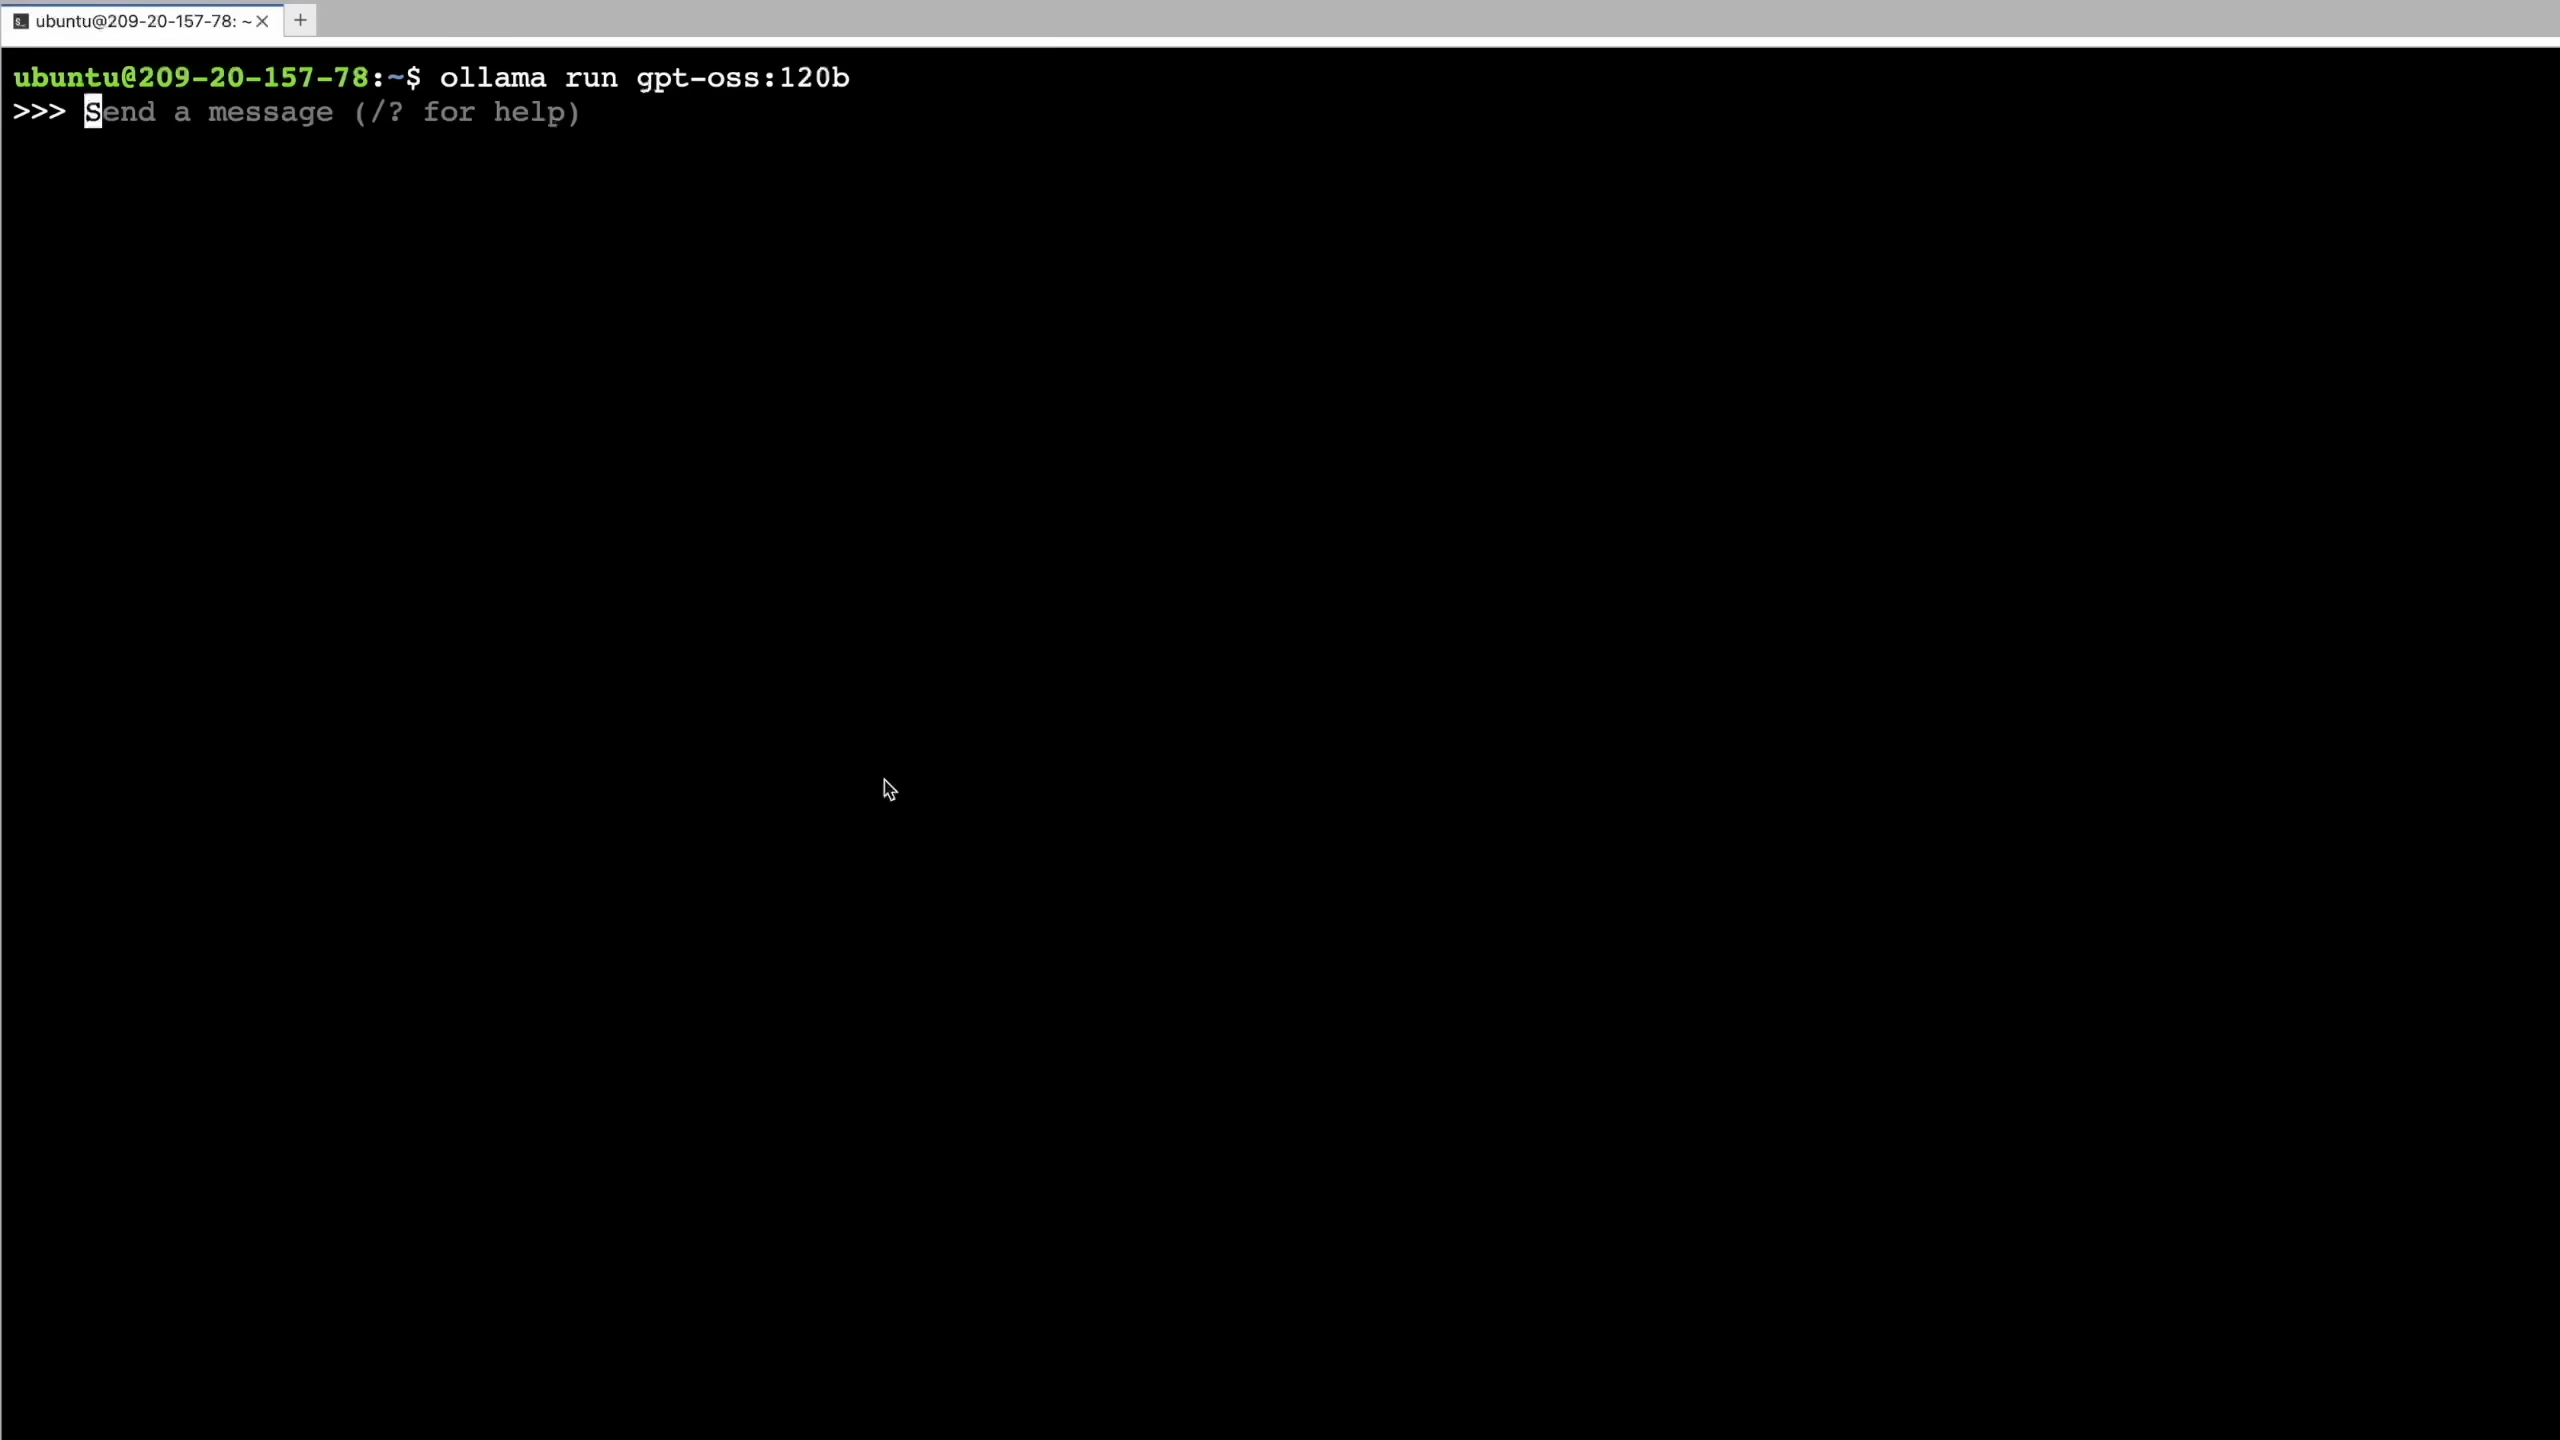 ubuntu@209-20-157-78: ~
ubuntu@209-20-157-78:~$ ollama run gpt-oss:120b
>>> Send a message (/? for help)